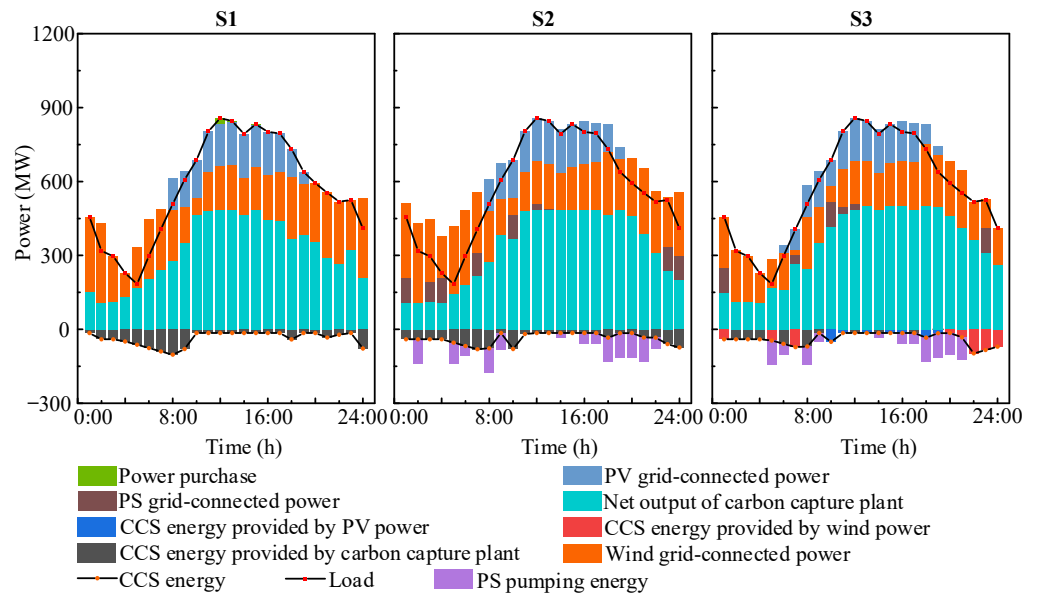 S1 S2 S3
1200
900
600
300
0
−300
Power (MW)
0:00 8:00 16:00 24:00 0:00 8:00 16:00 24:00 0:00 8:00 16:00 24:00
Time (h) Time (h) Time (h)
Power purchase PV grid-connected power
PS grid-connected power Net output of carbon capture plant
CCS energy provided by PV power CCS energy provided by wind power
CCS energy provided by carbon capture plant Wind grid-connected power
CCS energy Load PS pumping energy